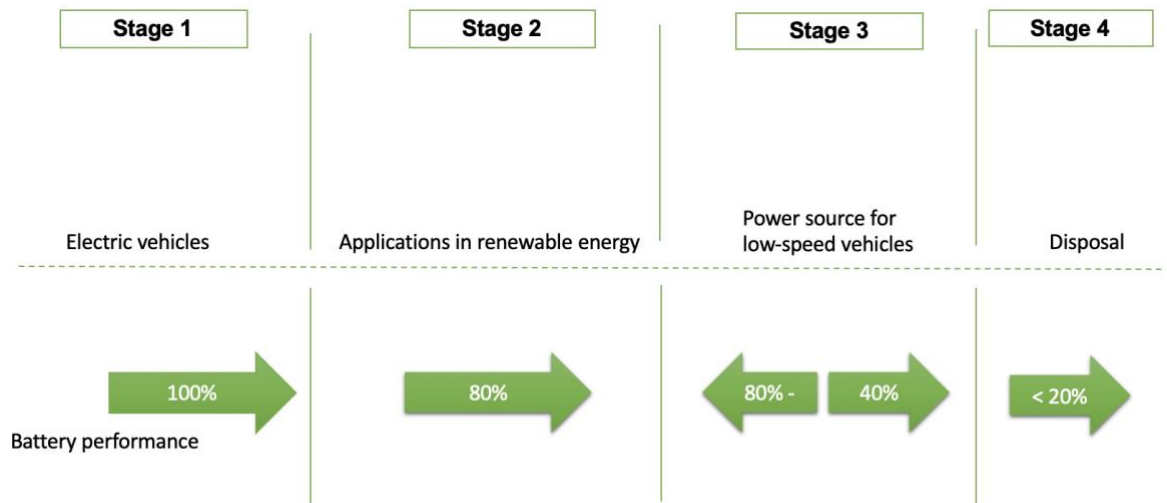 Stage 1
Stage 2
Stage 3
Stage 4
Electric vehicles
Applications in renewable energy
Power source for
low-speed vehicles
Disposal
100%
80%
80% -
40%
< 20%
Battery performance